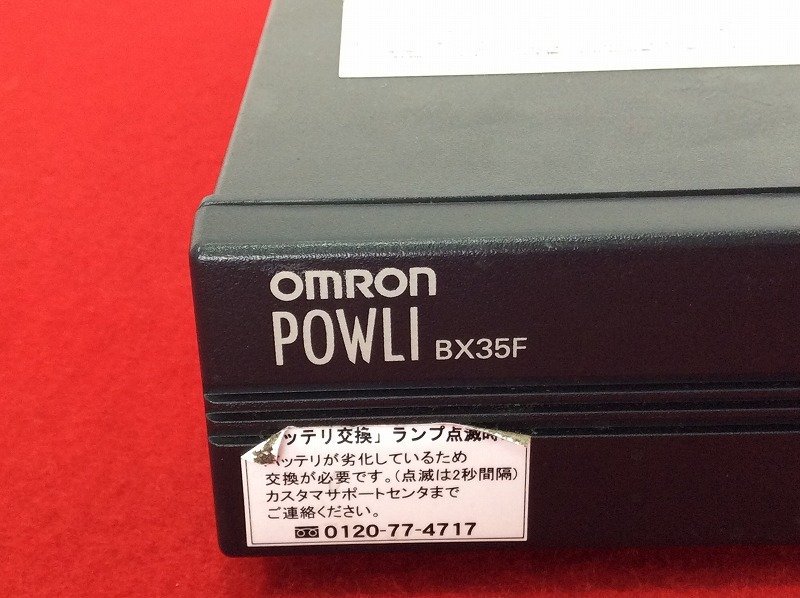 OMRON
POWLI BX35F
ッテリ交換」ランプ点滅時
バッテリが劣化しているため
交換が必要です。(点滅は2秒間隔)
カスタマサポートセンタまで
ご連絡ください。
0120-77-4717